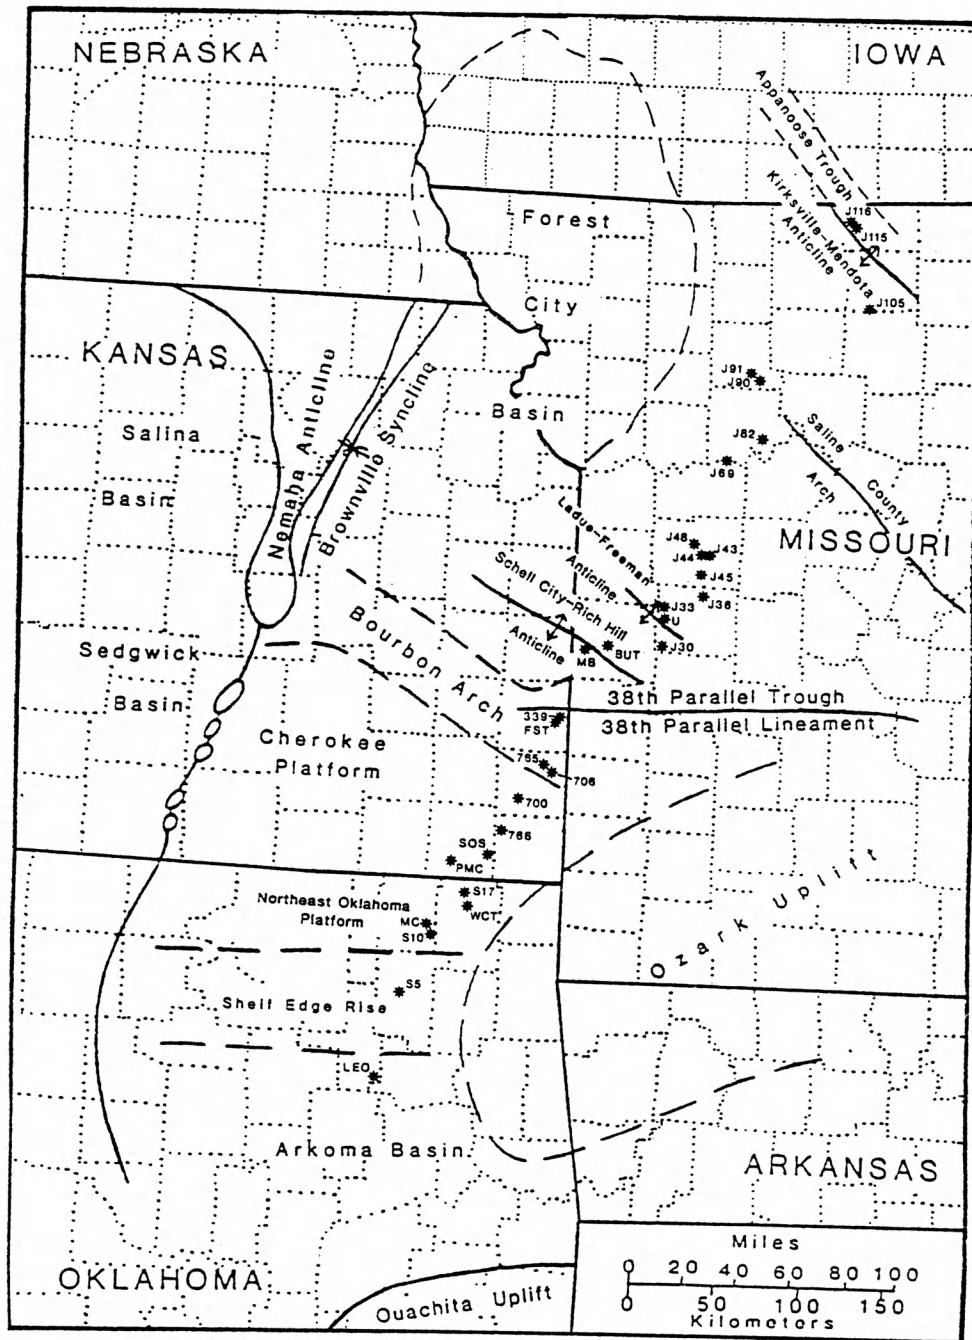 NEBRASKA
IOWA
Appanoose Trough
Kirksville-Mendota
Anticline
J116
J115
J105
Forest
City
Basin
KANSAS
Salina
Basin
Nemaha Anticline
Brownville Syncline
J91
J90
J82
J69
Saline
County
Arch
MISSOURI
Ladue-Freeman
Anticline
J48
J44
J43
J45
J36
J33
U
J30
Schell City-Rich Hill
Anticline
MB
BUT
Bourbon Arch
Sedgwick
Basin
38th Parallel Trough
38th Parallel Lineament
339
FST
Cherokee
Platform
765
706
700
766
SOS
PMC
S17
WCT
Northeast Oklahoma
Platform
MC
S10
Ozark Uplift
S5
Shelf Edge Rise
LEO
Arkoma Basin
ARKANSAS
OKLAHOMA
Ouachita Uplift
Miles
0 20 40 60 80 100
0 50 100 150
Kilometers